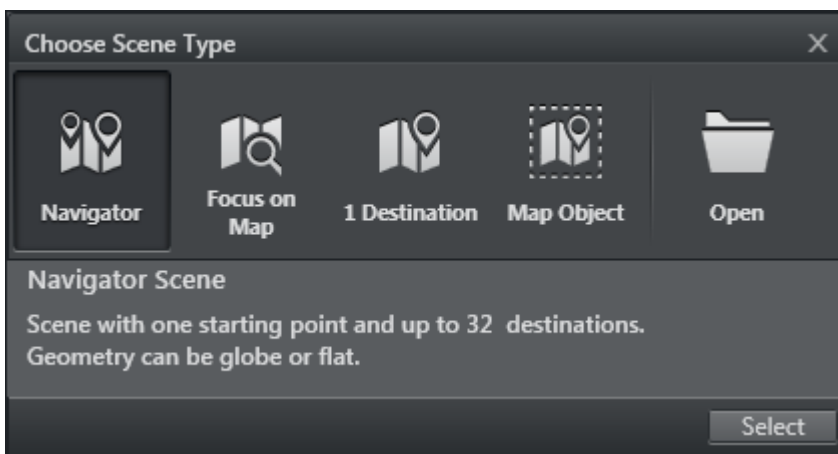 Choose Scene Type
Navigator
Focus on
Map
1 Destination
Map Object
Open
Navigator Scene
Scene with one starting point and up to 32 destinations.
Geometry can be globe or flat.
Select